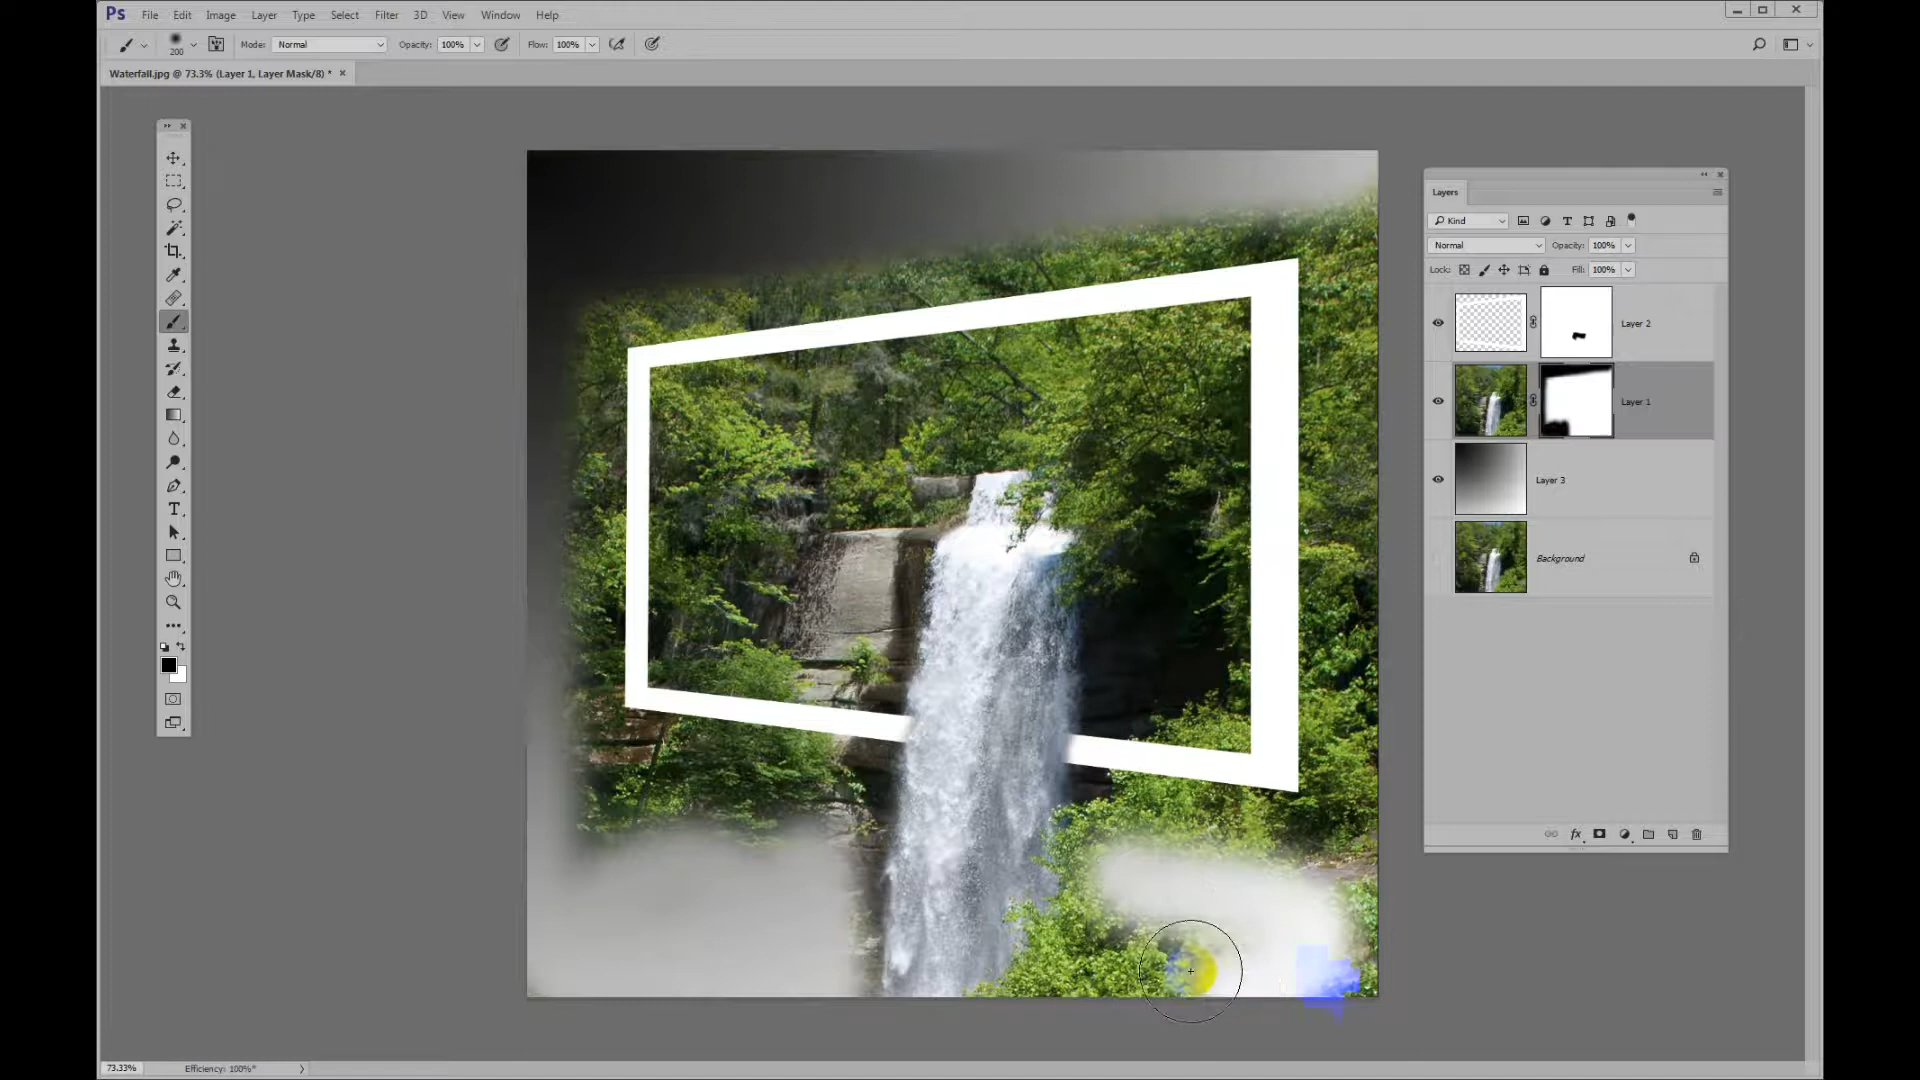 Ps File Edit Image Layer Type Select Filter 3D View Window Help
200 Mode: Normal Opacity: 100% Flow: 100%
Waterfall.jpg @ 73.3% (Layer 1, Layer Mask/8) * ×
Layers
Kind
Normal Opacity: 100%
Lock: Fill: 100%
Layer 2
Layer 1
Layer 3
Background
fx
73.33% Efficiency: 100%*